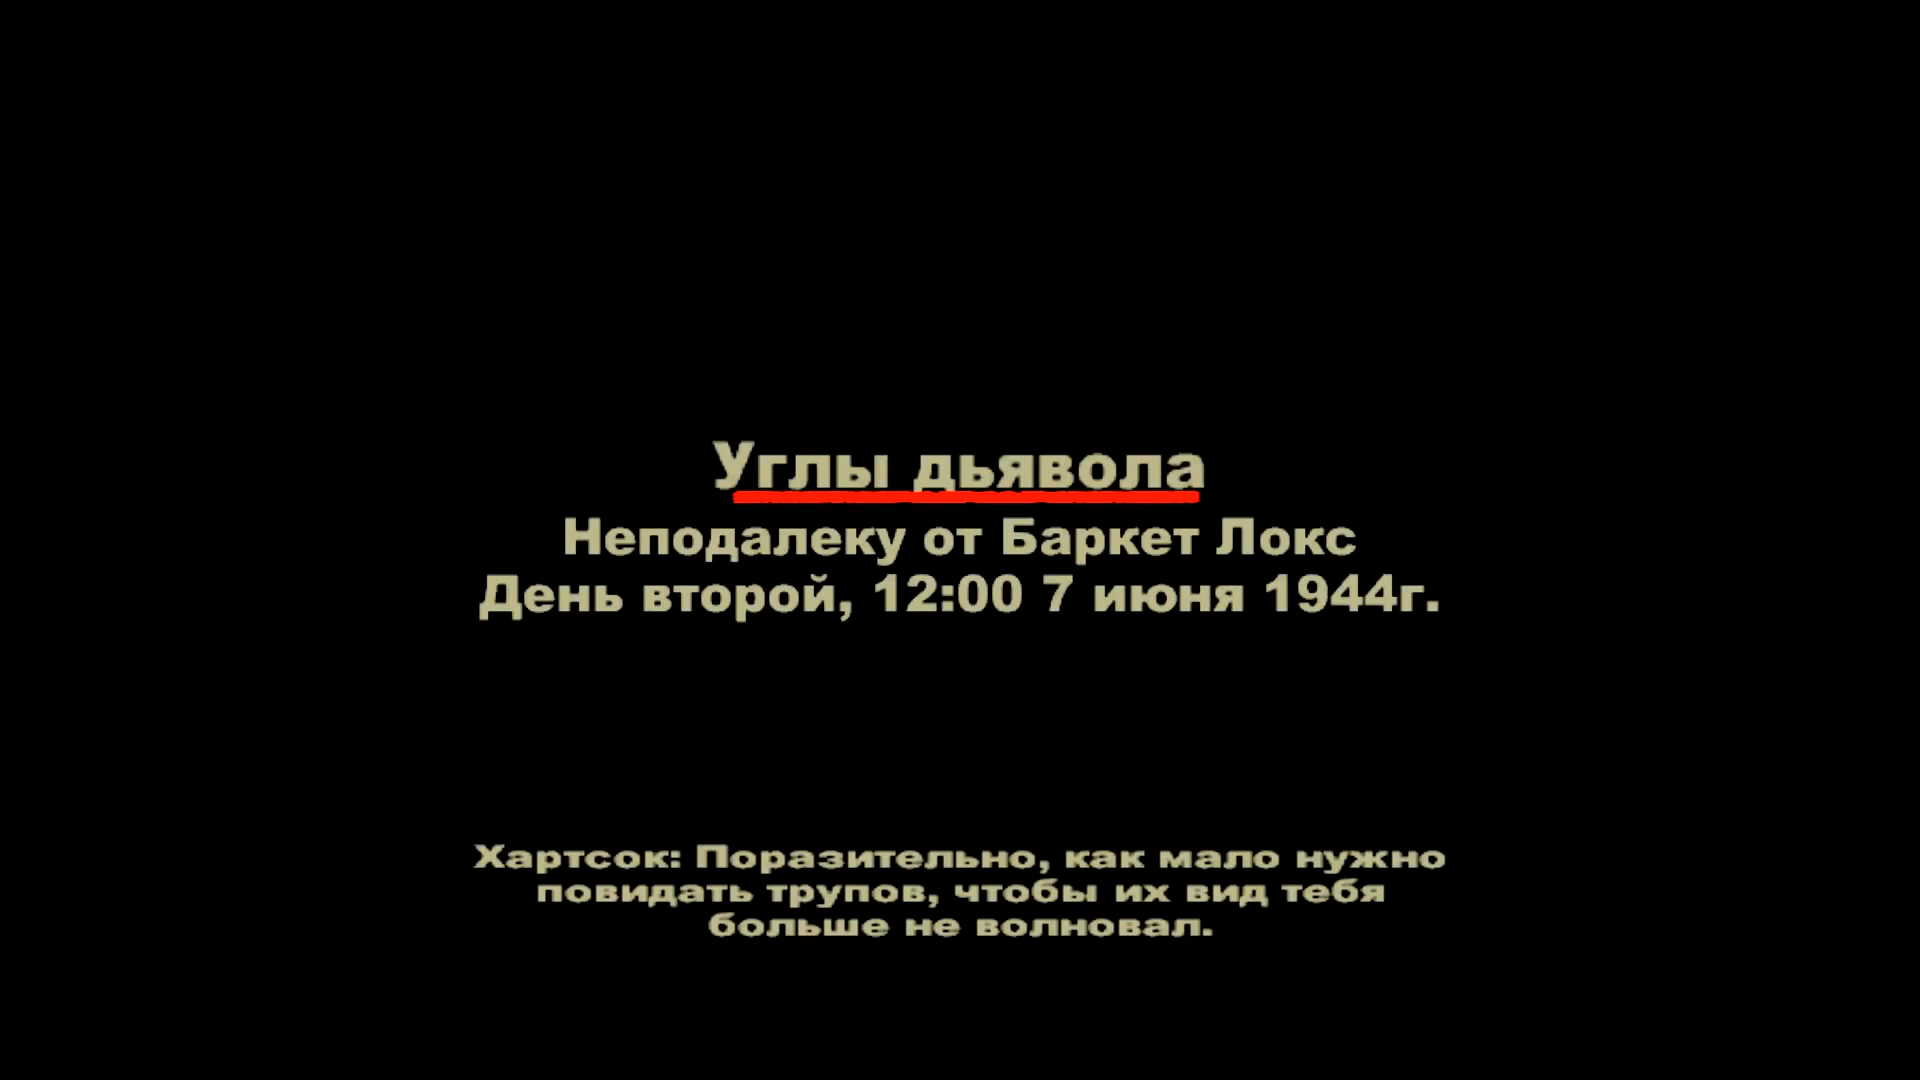 Углы дьявола
Неподалеку от Баркет Локс
День второй, 12:00 7 июня 1944г.
Хартсок: Поразительно, как мало нужно
повидать трупов, чтобы их вид тебя
больше не волновал.